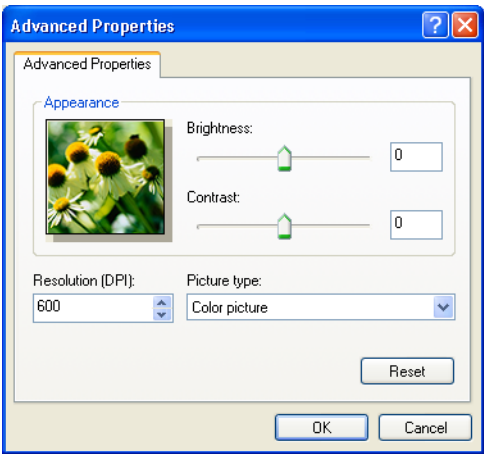 Advanced Properties
Advanced Properties
Appearance
Brightness:
0
Contrast:
0
Resolution (DPI): Picture type:
600 Color picture
Reset
OK Cancel